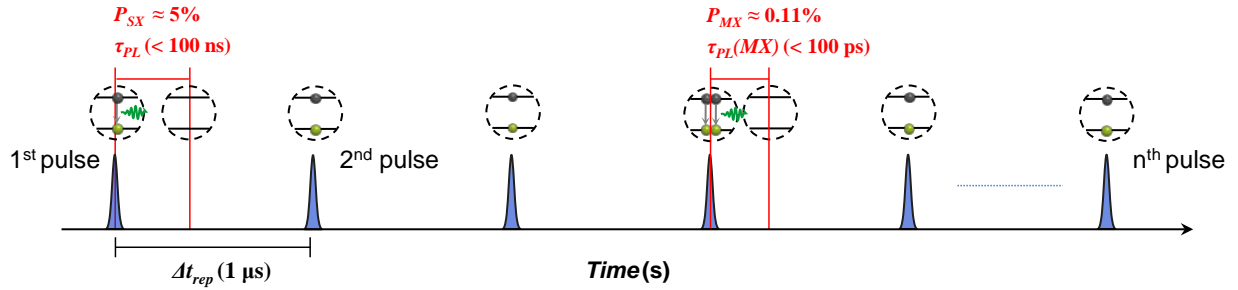 P_SX ≈ 5%
τ_PL (< 100 ns)
P_MX ≈ 0.11%
τ_PL(MX) (< 100 ps)
1st pulse
2nd pulse
nth pulse
Δt_rep (1 μs)
Time(s)